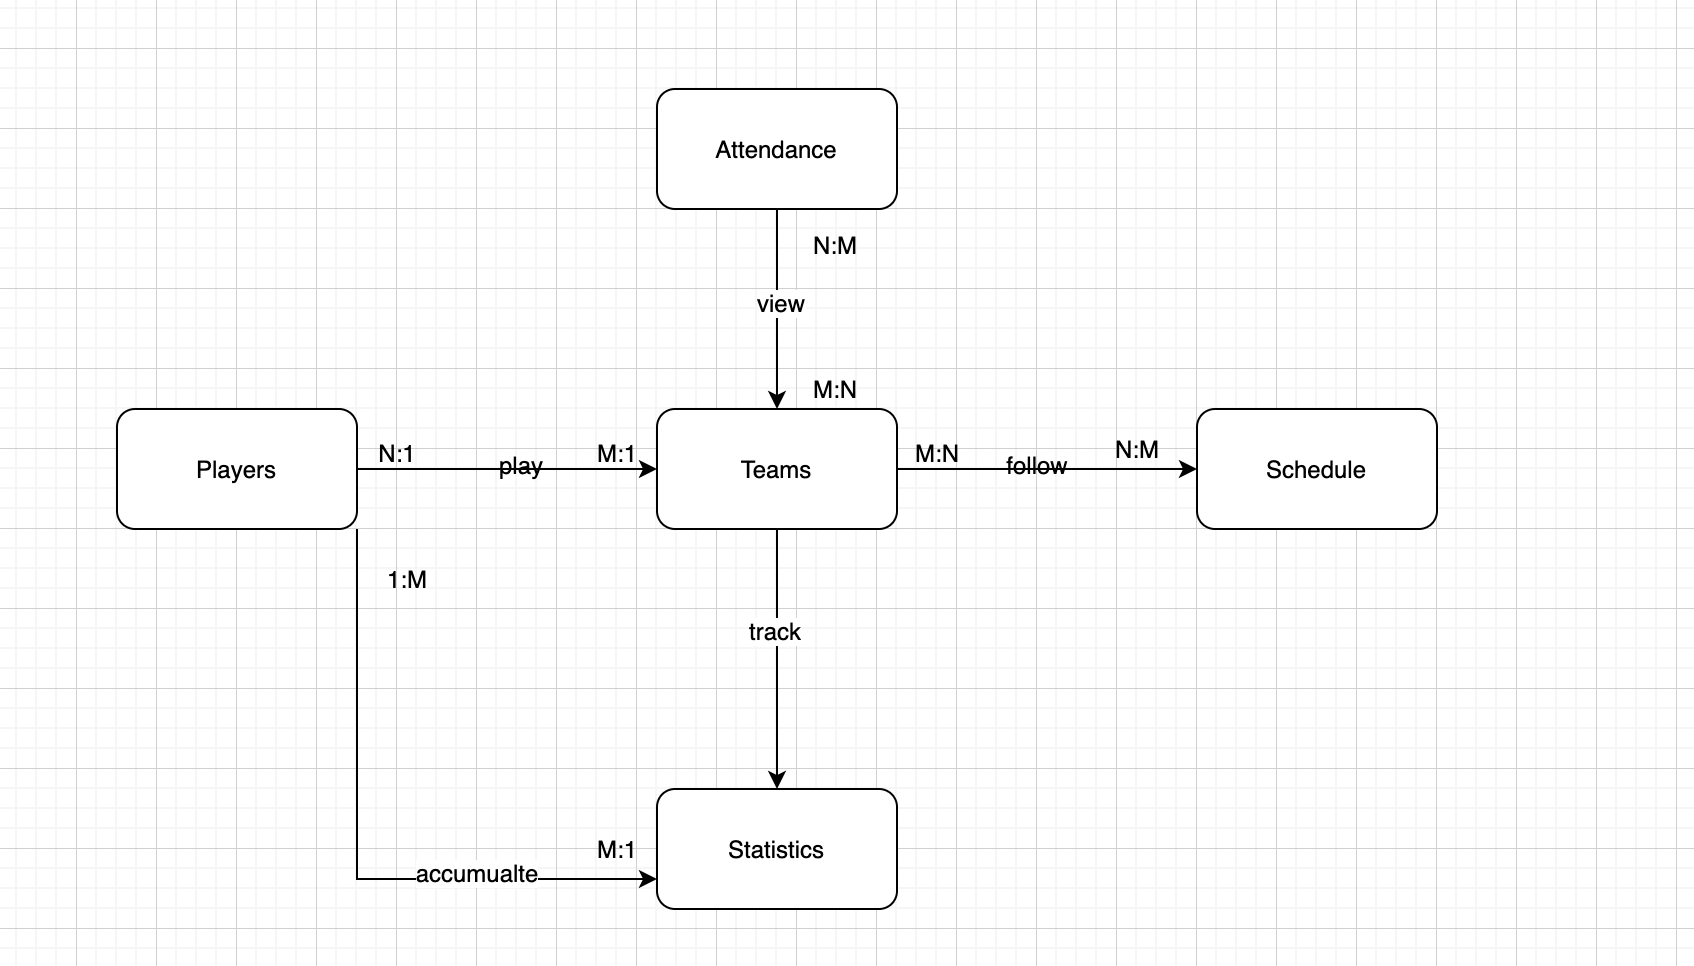 Attendance
N:M
view
M:N
Players
N:1
play
M:1
Teams
M:N
follow
N:M
Schedule
1:M
track
M:1
accumualte
Statistics